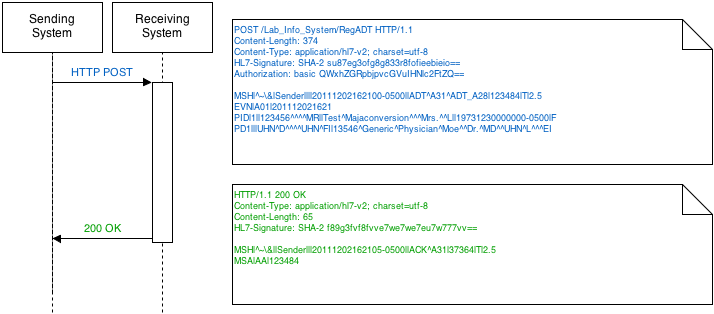 Sending
System
Receiving
System
HTTP POST
200 OK
POST /Lab_Info_System/RegADT HTTP/1.1
Content-Length: 374
Content-Type: application/hl7-v2; charset=utf-8
HL7-Signature: SHA-2 su87eg3ofg8g833r8fofieebieio==
Authorization: basic QWxhZGRpbjpvcGVuIHNlc2FtZQ==
MSH|^~\&|Sender|||20111202162100-0500||ADT^A31^ADT_A28|123484|T|2.5
EVN|A01|201112021621
PID|1||123456^^^^MR||Test^Majaconversion^^^Mrs.^^L||19731230000000-0500|F
PD1|||UHN^D^^^^UHN^FI||13546^Generic^Physician^Moe^^Dr.^MD^^UHN^L^^^EI
HTTP/1.1 200 OK
Content-Type: application/hl7-v2; charset=utf-8
Content-Length: 65
HL7-Signature: SHA-2 f89g3fvf8fvve7we7we7eu7w777vv==
MSH|^~\&||Sender|||20111202162105-0500||ACK^A31|37364|T|2.5
MSA|AA|123484